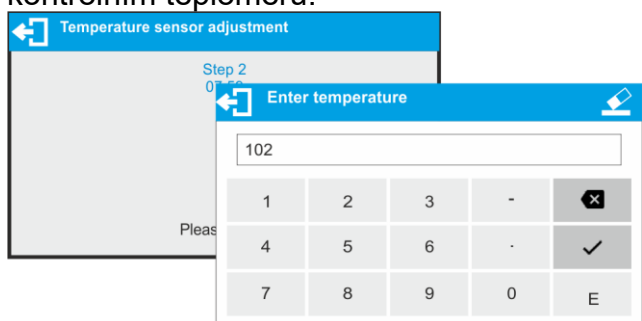 Temperature sensor adjustment
Step 2
Enter temperature
102
1 2 3 -
4 5 6 .
7 8 9 0 E